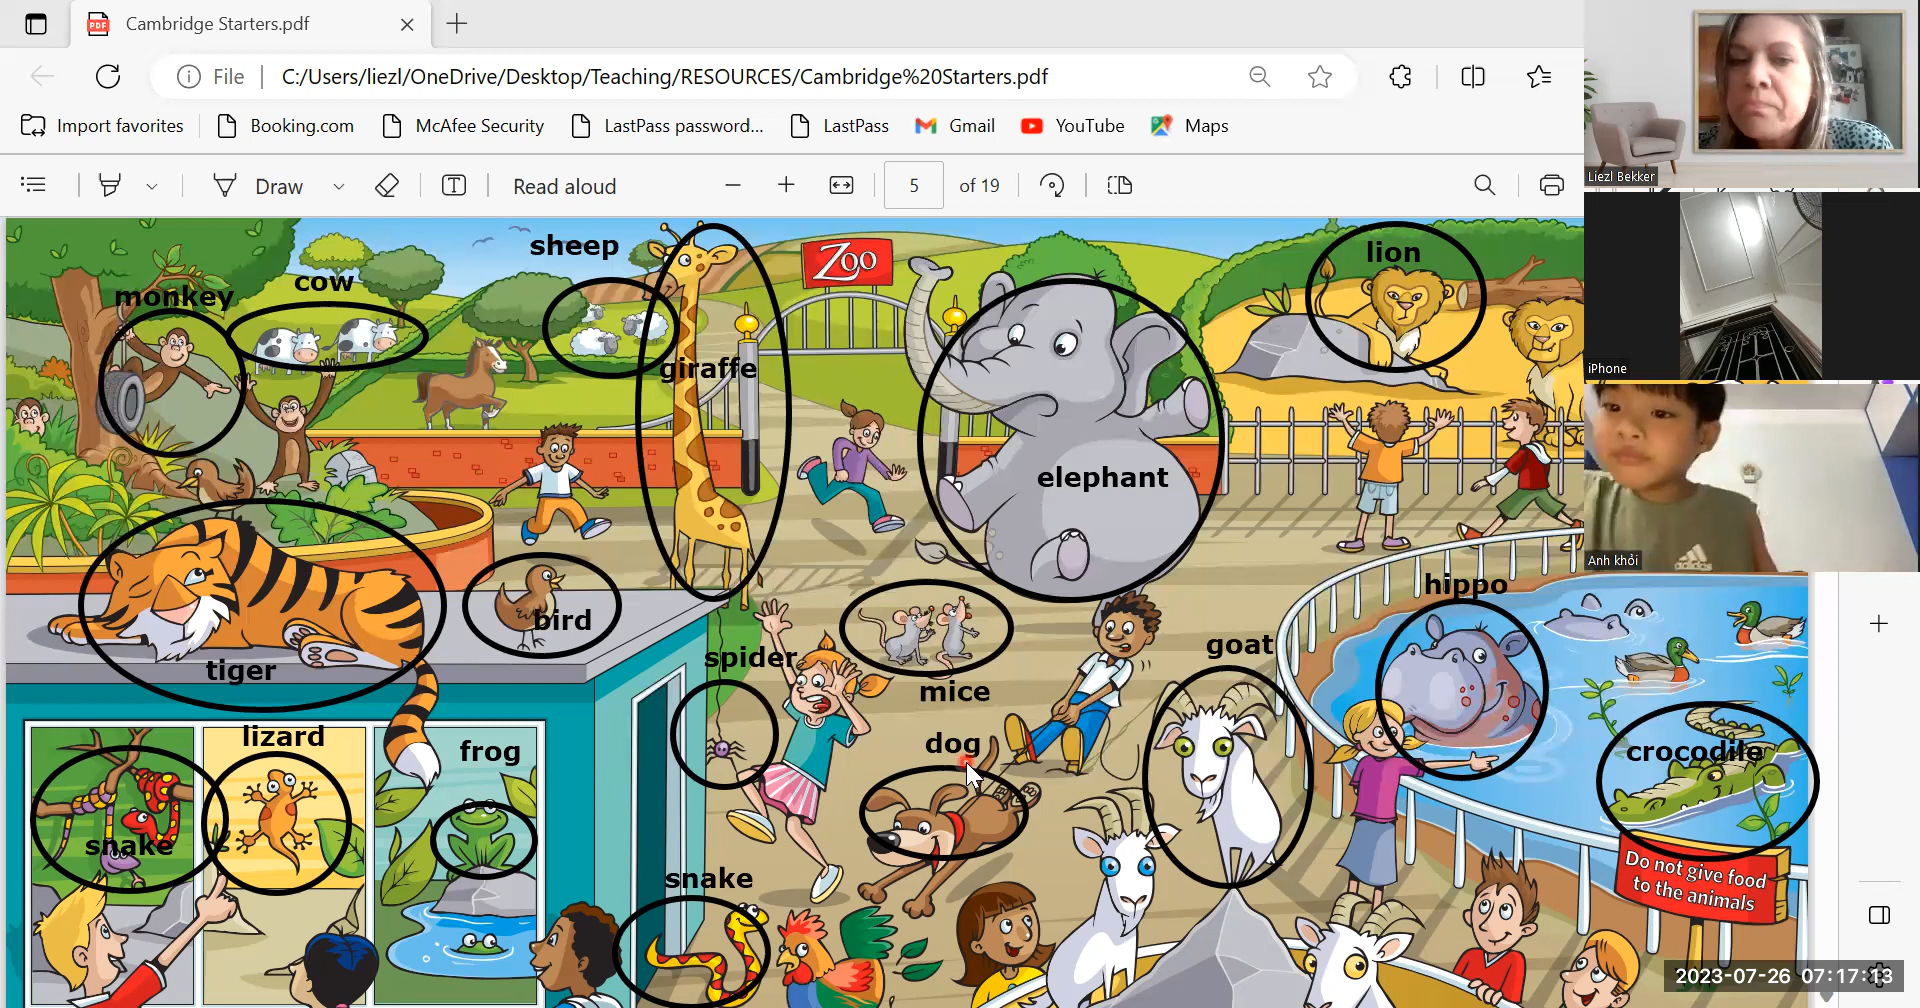 Cambridge Starters.pdf
File
C:/Users/liezl/OneDrive/Desktop/Teaching/RESOURCES/Cambridge%20Starters.pdf
Import favorites
Booking.com
McAfee Security
LastPass password...
LastPass
Gmail
YouTube
Maps
Draw
Read aloud
5 of 19
Liezl Bekker
iPhone
Anh khỏi
sheep
Zoo
lion
cow
monkey
giraffe
elephant
hippo
bird
goat
tiger
spider
mice
lizard
frog
dog
crocodile
snake
snake
Do not give food
to the animals
2023-07-26 07:17:13